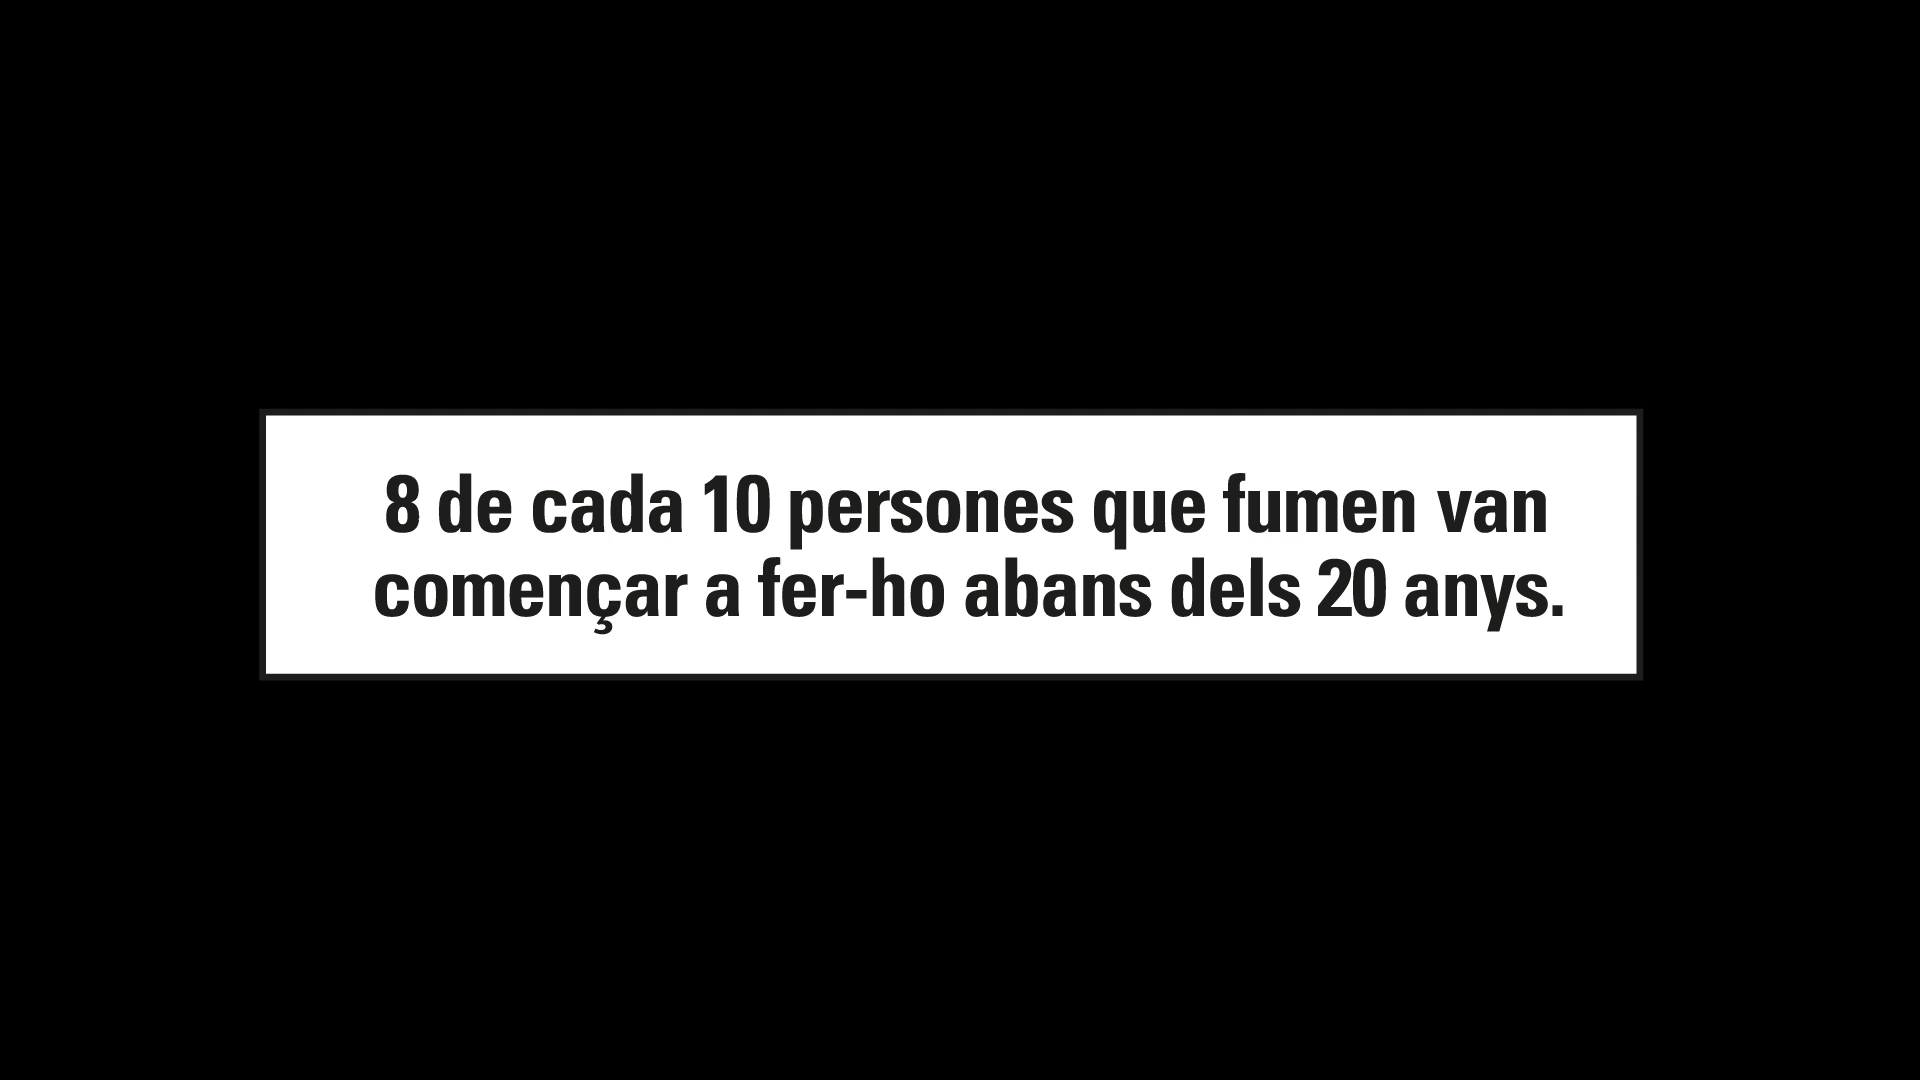 8 de cada 10 persones que fumen van
començar a fer-ho abans dels 20 anys.